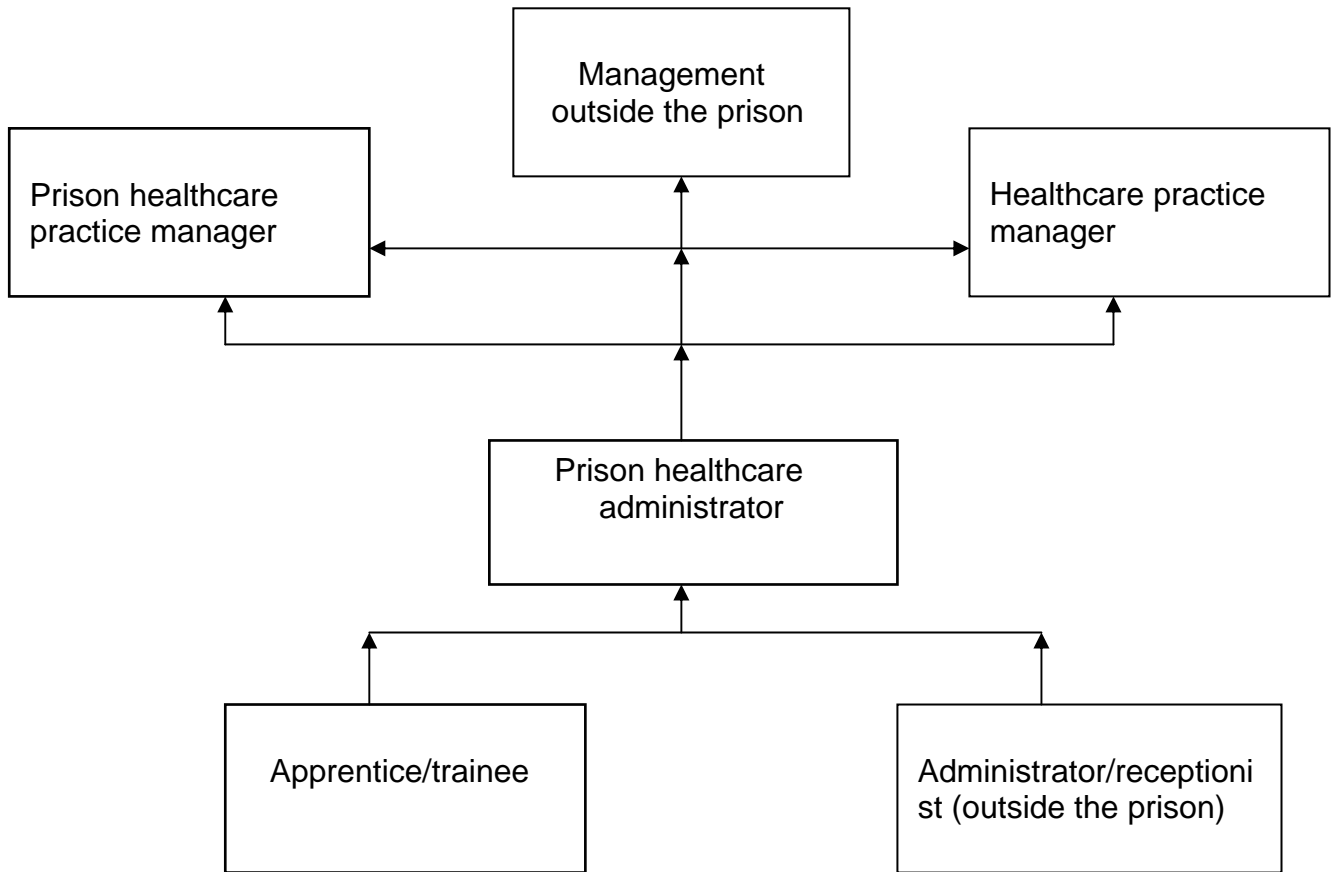 Management
outside the prison
Prison healthcare
practice manager
Healthcare practice
manager
Prison healthcare
administrator
Apprentice/trainee
Administrator/receptioni
st (outside the prison)